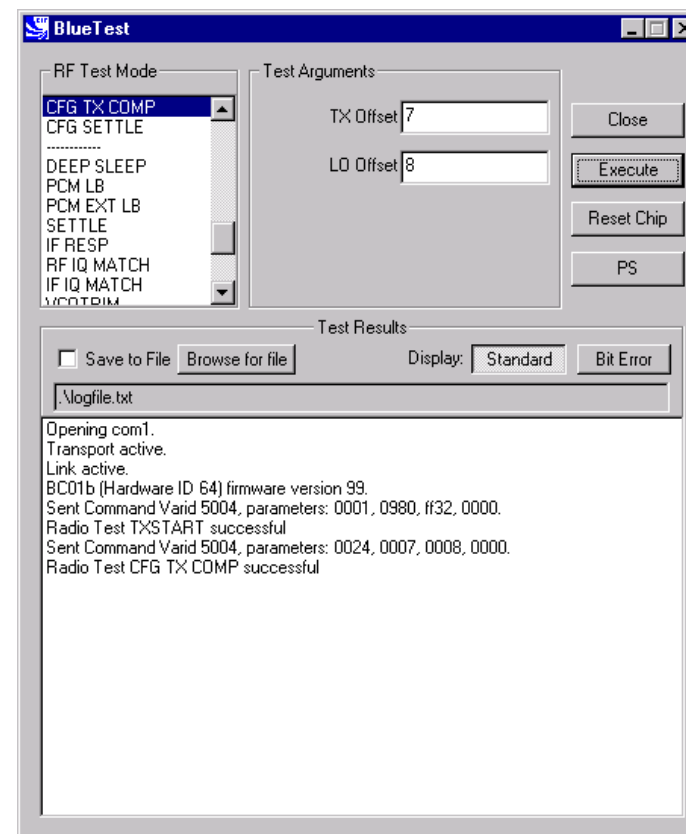 BlueTest
RF Test Mode
CFG TX COMP
CFG SETTLE
------------
DEEP SLEEP
PCM LB
PCM EXT LB
SETTLE
IF RESP
RF IQ MATCH
IF IQ MATCH
VCOTRIM
Test Arguments
TX Offset 7
LO Offset 8
Close
Execute
Reset Chip
PS
Test Results
Save to File Browse for file Display: Standard Bit Error
.\logfile.txt
Opening com1.
Transport active.
Link active.
BC01b (Hardware ID 64) firmware version 99.
Sent Command Varid 5004, parameters: 0001, 0980, ff32, 0000.
Radio Test TXSTART successful
Sent Command Varid 5004, parameters: 0024, 0007, 0008, 0000.
Radio Test CFG TX COMP successful